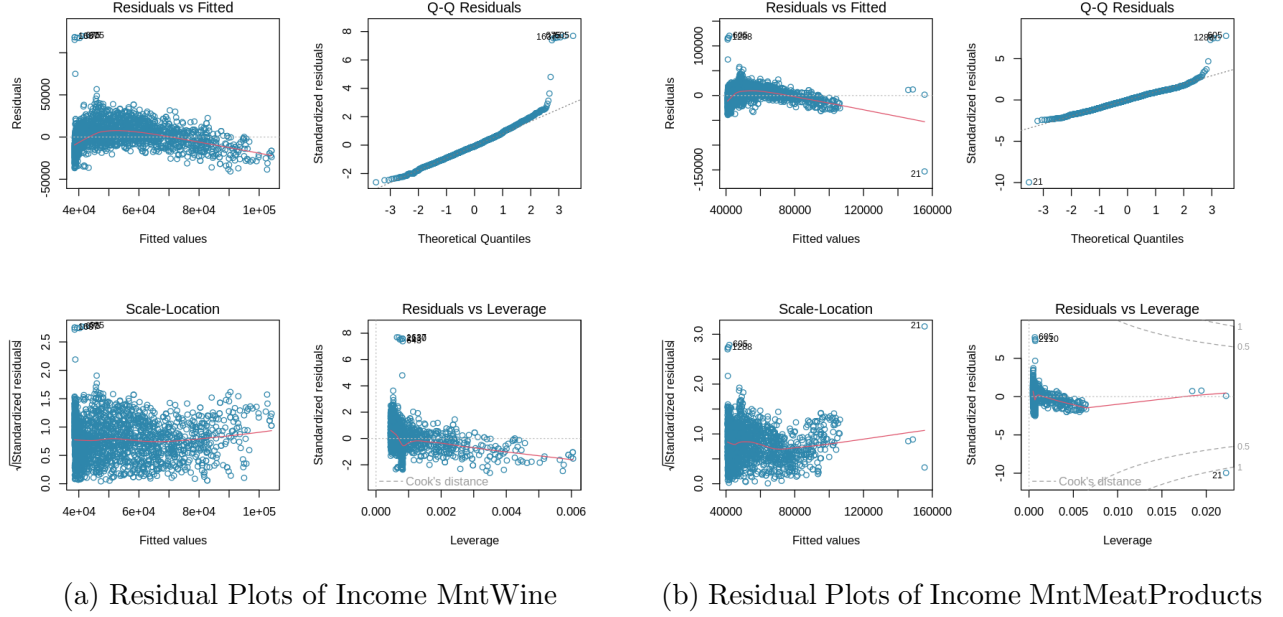 Residuals vs Fitted
Residuals
50000
0
-50000
4e+04 6e+04 8e+04 1e+05
Fitted values
Q-Q Residuals
1636 605
Standardized residuals
8
6
4
2
0
-2
-3 -2 -1 0 1 2 3
Theoretical Quantiles
Scale-Location
√|Standardized residuals|
2.5
2.0
1.5
1.0
0.5
0.0
4e+04 6e+04 8e+04 1e+05
Fitted values
Residuals vs Leverage
Standardized residuals
8
6
4
2
0
-2
Cook's distance
0.000 0.002 0.004 0.006
Leverage
(a) Residual Plots of Income MntWine
Residuals vs Fitted
605
1288
Residuals
100000
0
-150000
21
40000 80000 120000 160000
Fitted values
Q-Q Residuals
605
Standardized residuals
5
0
-5
-10
21
-3 -2 -1 0 1 2 3
Theoretical Quantiles
Scale-Location
21
605
1288
√|Standardized residuals|
3.0
2.0
1.0
0.0
40000 80000 120000 160000
Fitted values
Residuals vs Leverage
605
2110
1
0.5
0.5
1
21
Standardized residuals
5
0
-5
-10
Cook's distance
0.000 0.005 0.010 0.015 0.020
Leverage
(b) Residual Plots of Income MntMeatProducts